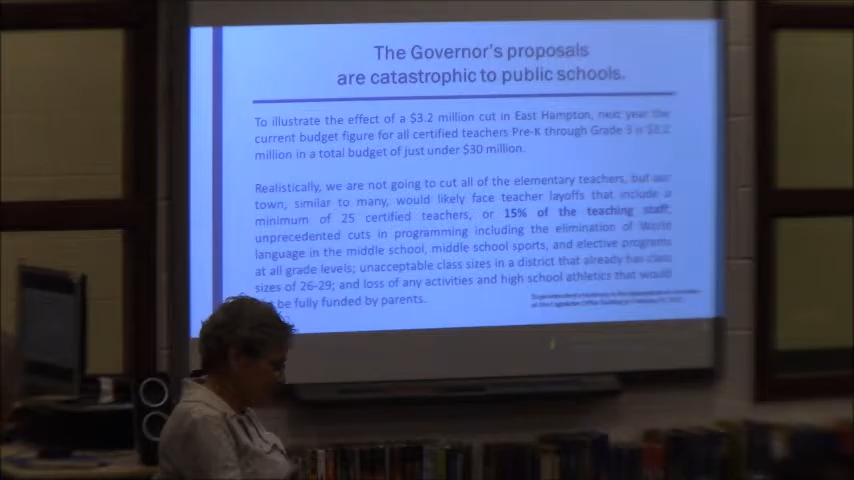 The Governor's proposals
are catastrophic to public schools.
To illustrate the effect of a $3.2 million cut in East Hampton, next year the
current budget figure for all certified teachers Pre-K through Grade 3 is $3.2
million in a total budget of just under $30 million.
Realistically, we are not going to cut all of the elementary teachers, but our
town, similar to many, would likely face teacher layoffs that include a
minimum of 25 certified teachers, or 15% of the teaching staff;
unprecedented cuts in programming including the elimination of World
language in the middle school, middle school sports, and elective programs
at all grade levels; unacceptable class sizes in a district that already has class
sizes of 26-29; and loss of any activities and high school athletics that would
be fully funded by parents.